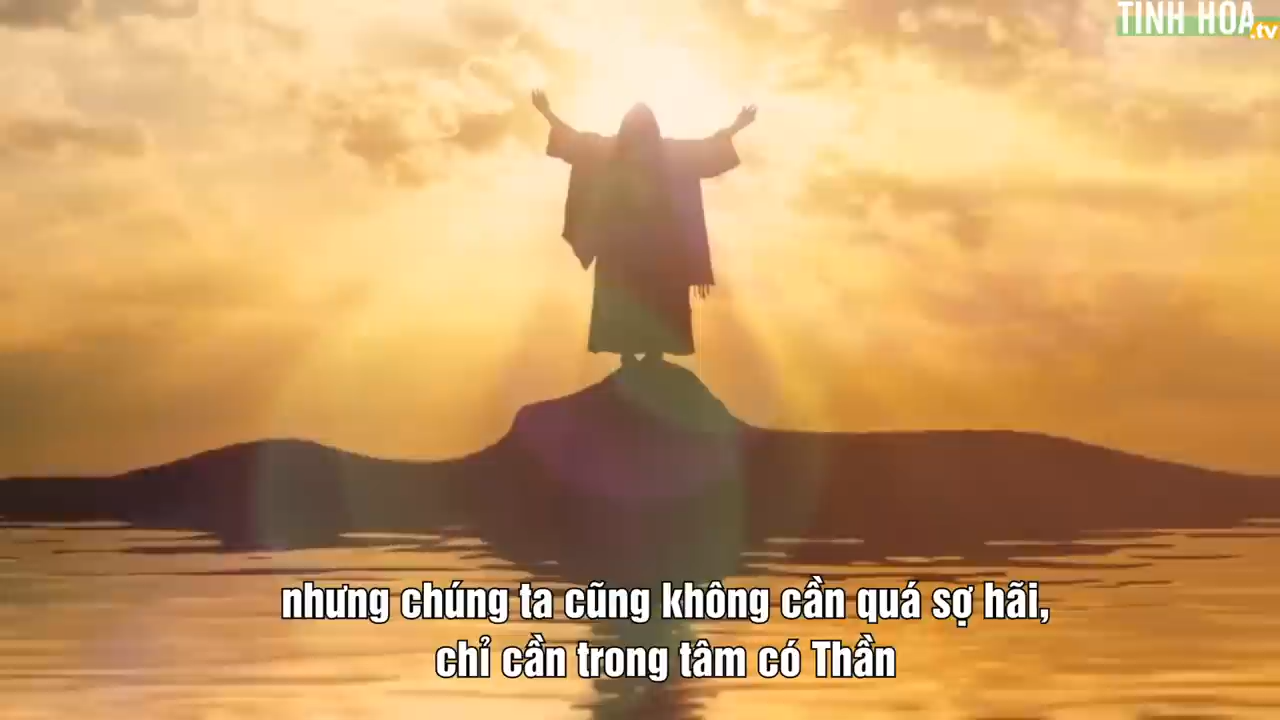 TINH HOA
.tv
nhưng chúng ta cũng không cần quá sợ hãi,
chỉ cần trong tâm có Thần